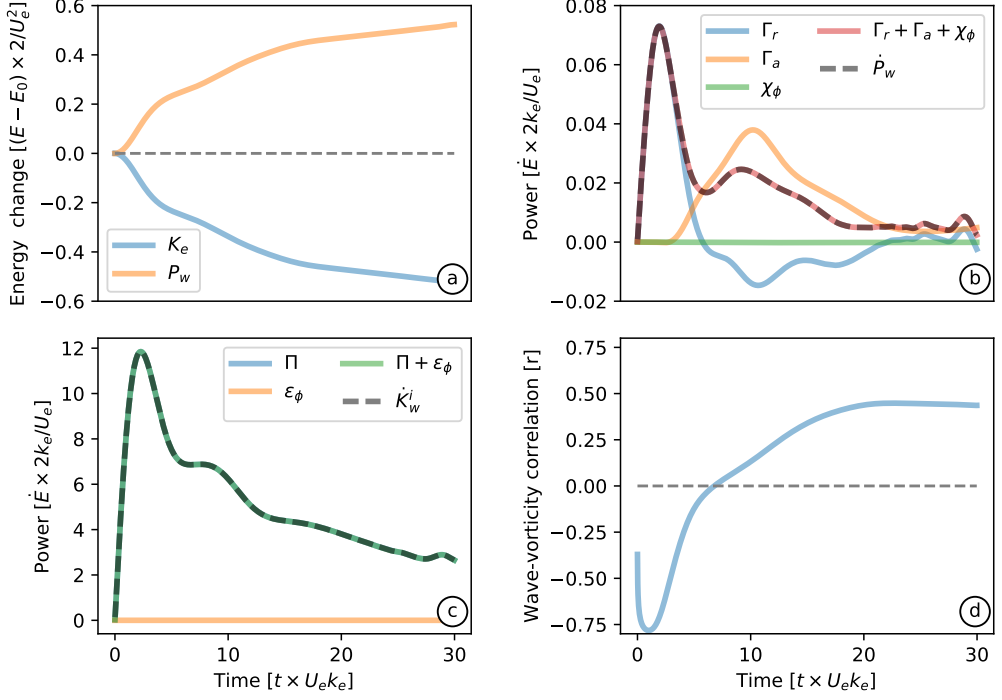 Energy change [(E − E₀) × 2/U²ₑ]
0.6
0.4
0.2
0.0
−0.2
−0.4
−0.6
Kₑ
P_w
a
Power [Ė × 2kₑ/Uₑ]
0.08
0.06
0.04
0.02
0.00
−0.02
Γᵣ
Γₐ
χ_ϕ
Γᵣ + Γₐ + χ_ϕ
Ṗ_w
b
Power [Ė × 2kₑ/Uₑ]
12
10
8
6
4
2
0
Π
ε_ϕ
Π + ε_ϕ
K̇ⁱ_w
c
0 10 20 30
Time [t × Uₑkₑ]
Wave-vorticity correlation [r]
0.75
0.50
0.25
0.00
−0.25
−0.50
−0.75
d
0 10 20 30
Time [t × Uₑkₑ]